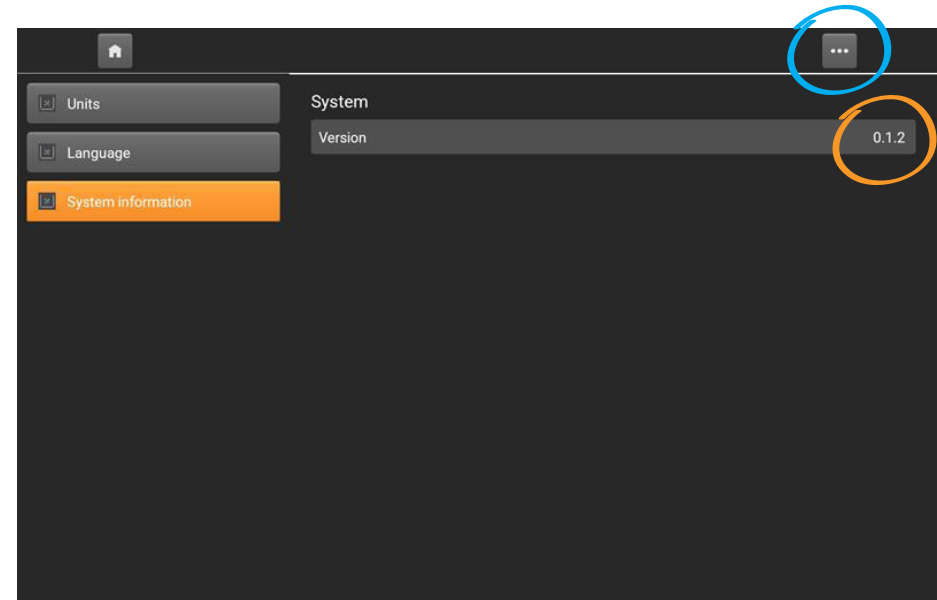 Units
Language
System information
System
Version 0.1.2